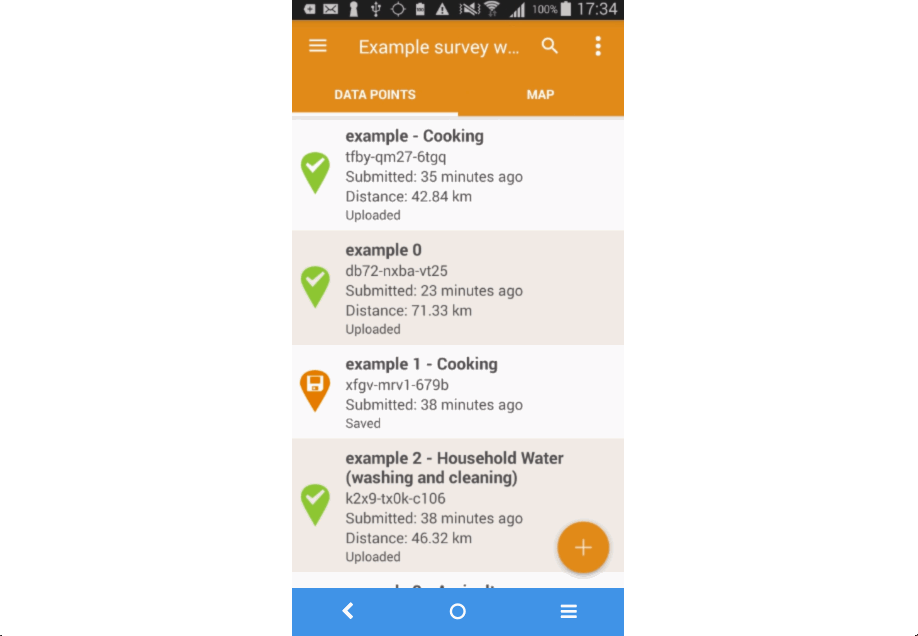 100% 17:34
Example survey w...
DATA POINTS MAP
example - Cooking
tfby-qm27-6tgq
Submitted: 35 minutes ago
Distance: 42.84 km
Uploaded
example 0
db72-nxba-vt25
Submitted: 23 minutes ago
Distance: 71.33 km
Uploaded
example 1 - Cooking
xfgv-mrv1-679b
Submitted: 38 minutes ago
Saved
example 2 - Household Water
(washing and cleaning)
k2x9-tx0k-c106
Submitted: 38 minutes ago
Distance: 46.32 km
Uploaded